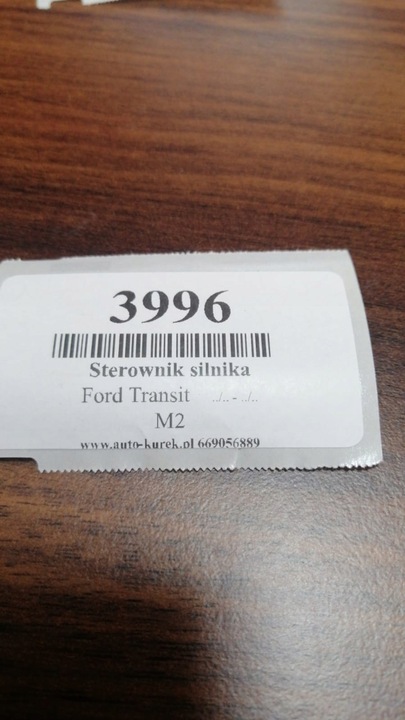 3996
Sterownik silnika
Ford Transit ../.. - ../..
M2
www.auto-kurek.pl 669056889